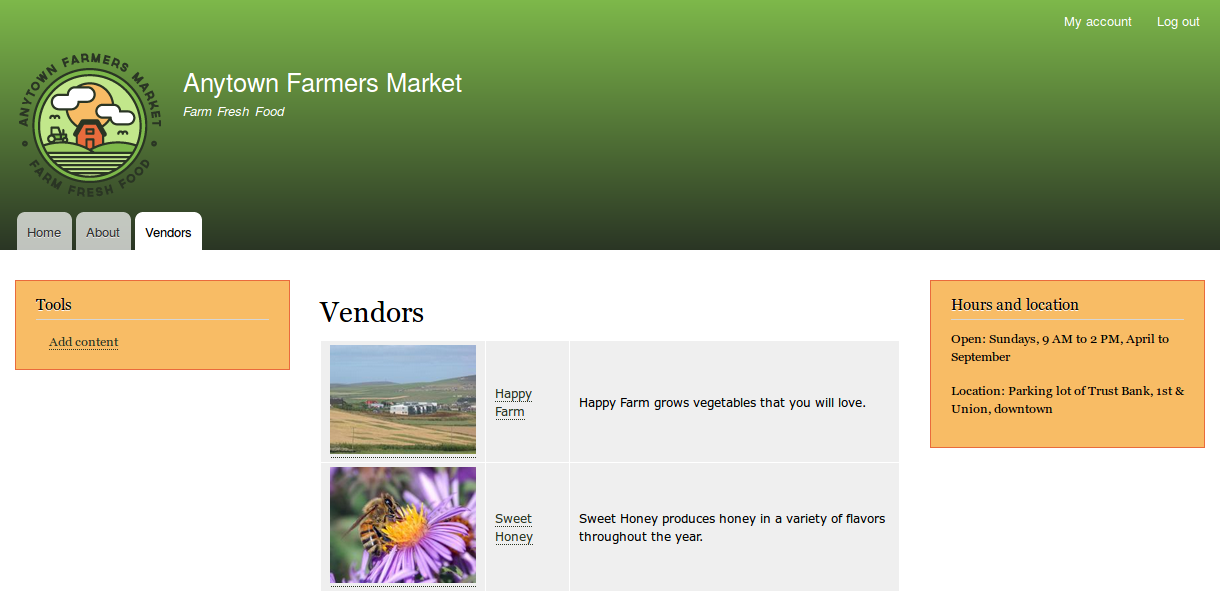 My account
Log out
ANYTOWN FARMERS MARKET
FARM FRESH FOOD
Anytown Farmers Market
Farm Fresh Food
Home
About
Vendors
Tools
Add content
Vendors
Happy
Farm
Happy Farm grows vegetables that you will love.
Sweet
Honey
Sweet Honey produces honey in a variety of flavors
throughout the year.
Hours and location
Open: Sundays, 9 AM to 2 PM, April to
September
Location: Parking lot of Trust Bank, 1st &
Union, downtown